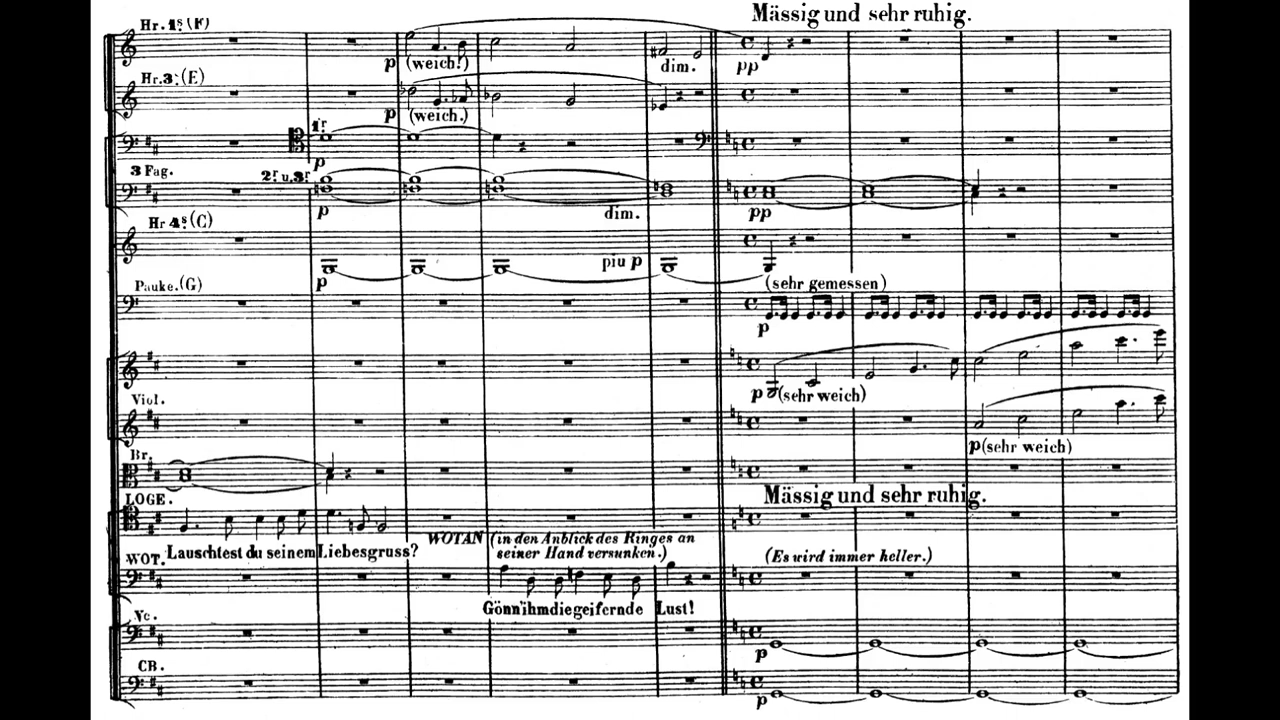 Mässig und sehr ruhig.
Hr. 1ˢ (F)
p (weich.) dim. pp
Hr. 3: (E)
p (weich.)
1ʳ
p
3 Fag. 2ʳ u. 3ʳ
p dim. pp
Hr 4ˢ (C)
p piu p
Pauke. (G) (sehr gemessen)
p
p (sehr weich)
Viol.
p (sehr weich)
Br.
Mässig und sehr ruhig.
LOGE.
WOTAN (in den Anblick des Ringes an
seiner Hand versunken.)
Lauschtest du seinem Liebesgruss?
WOT. (Es wird immer heller.)
Gönn' ihm die geifernde Lust!
Vc.
p
CB.
p